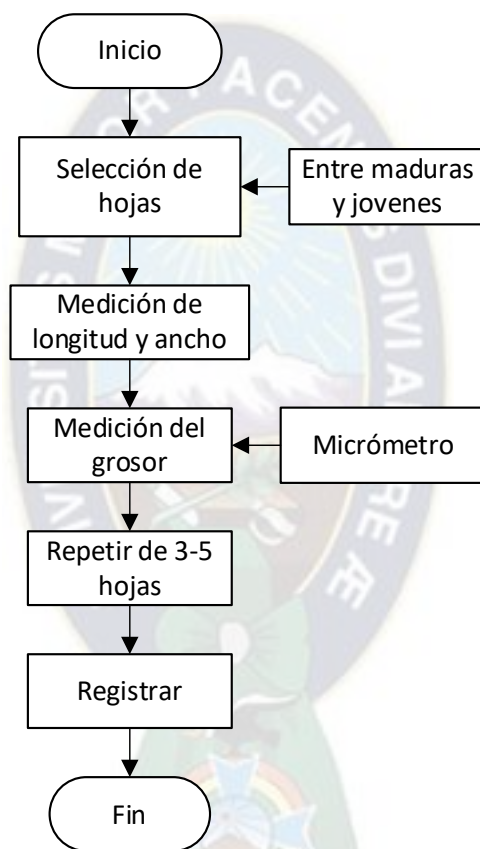 Inicio
Selección de
hojas
Entre maduras
y jovenes
Medición de
longitud y ancho
Medición del
grosor
Micrómetro
Repetir de 3-5
hojas
Registrar
Fin